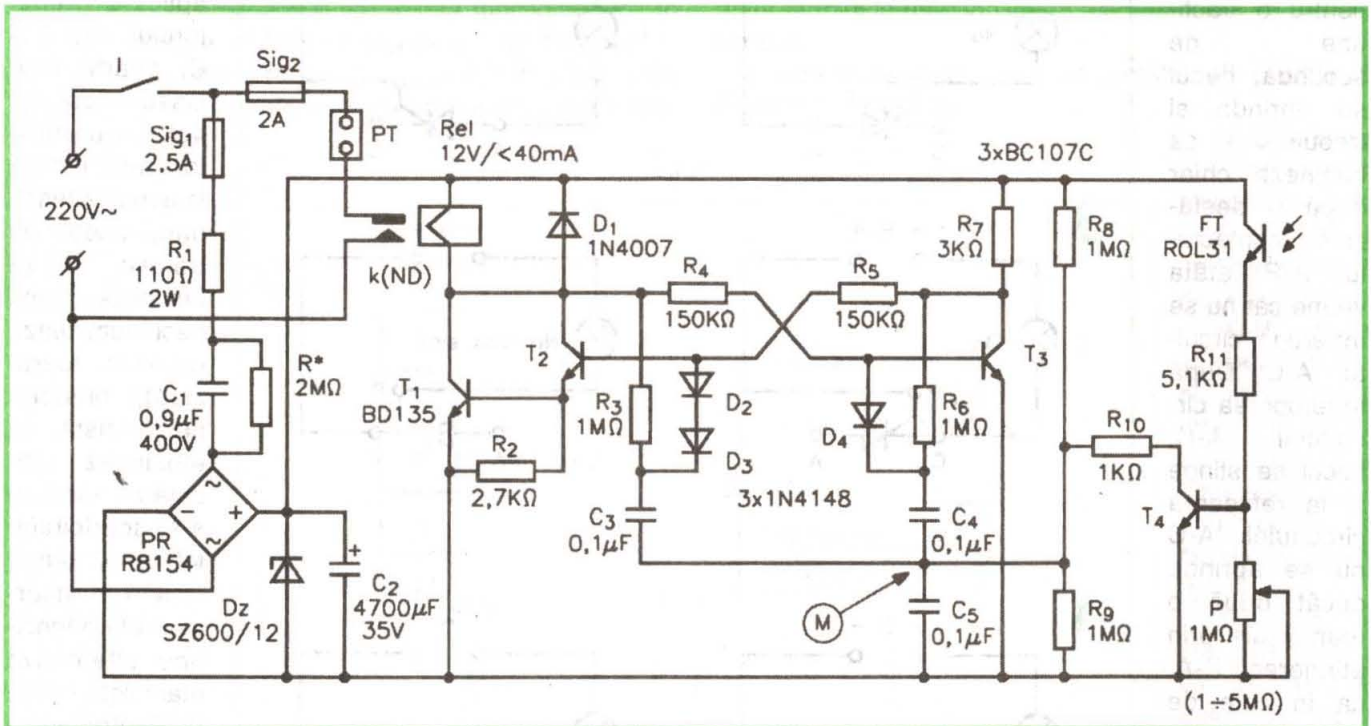 I
Sig2
2A
Sig1
2,5A
PT
Rel
12V/<40mA
3xBC107C
220V~
R1
110Ω
2W
k(ND)
D1
1N4007
R4
150KΩ
R5
150KΩ
R7
3KΩ
R8
1MΩ
FT
ROL31
C1
0,9μF
400V
R*
2MΩ
T1
BD135
T2
R2
2,7KΩ
R3
1MΩ
D2
D3
3x1N4148
D4
R6
1MΩ
T3
R10
1KΩ
R11
5,1KΩ
T4
~
- +
~
PR
R8154
Dz
SZ600/12
+
C2
4700μF
35V
C3
0,1μF
C4
0,1μF
M
C5
0,1μF
R9
1MΩ
P
1MΩ
(1÷5MΩ)